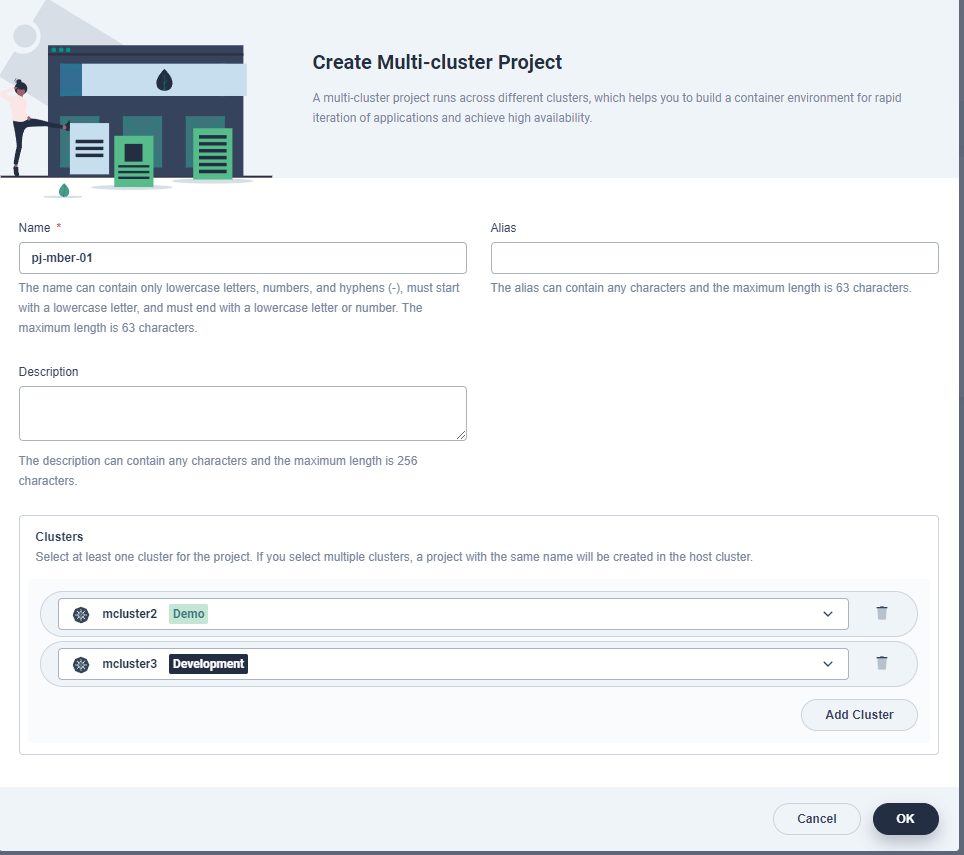 Create Multi-cluster Project
A multi-cluster project runs across different clusters, which helps you to build a container environment for rapid
iteration of applications and achieve high availability.
Name *
Alias
pj-mber-01
The name can contain only lowercase letters, numbers, and hyphens (-), must start
with a lowercase letter, and must end with a lowercase letter or number. The
maximum length is 63 characters.
The alias can contain any characters and the maximum length is 63 characters.
Description
The description can contain any characters and the maximum length is 256
characters.
Clusters
Select at least one cluster for the project. If you select multiple clusters, a project with the same name will be created in the host cluster.
mcluster2 Demo
mcluster3 Development
Add Cluster
Cancel
OK